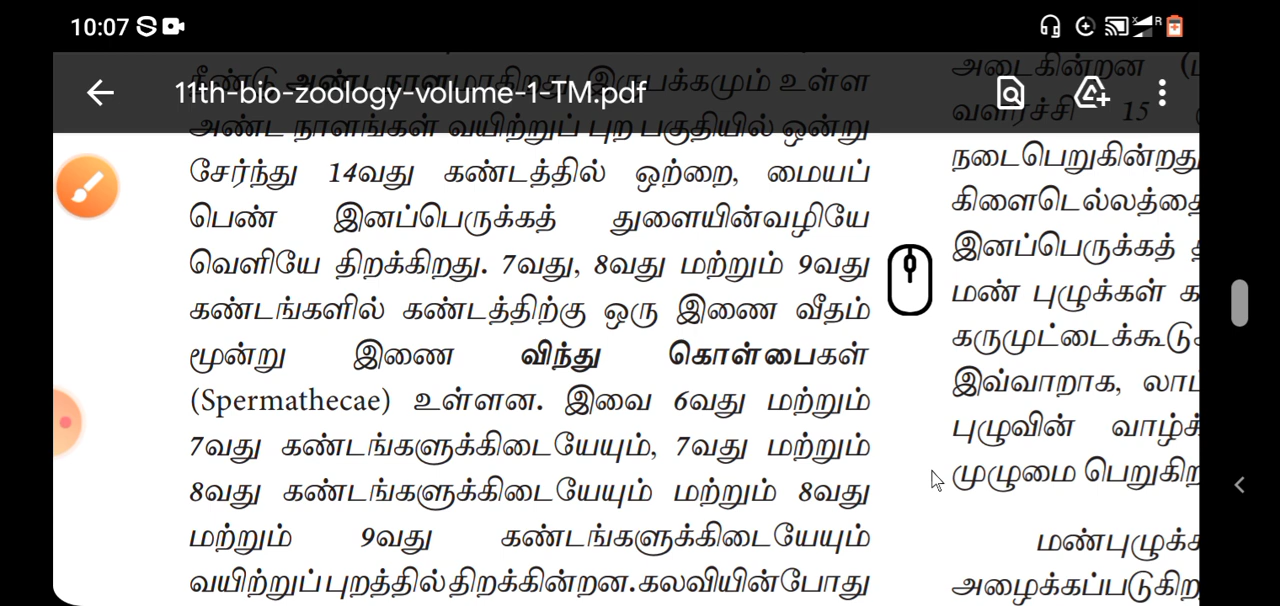 10:07
11th-bio-zoology-volume-1-TM.pdf
உள்ள
அண்ட நாளங்கள் வயிற்றுப் புற பகுதியில் ஒன்று
சேர்ந்து 14வது கண்டத்தில் ஒற்றை, மையப்
பெண் இனப்பெருக்கத் துளையின்வழியே
வெளியே திறக்கிறது. 7வது, 8வது மற்றும் 9வது
கண்டங்களில் கண்டத்திற்கு ஒரு இணை வீதம்
மூன்று இணை விந்து கொள்பைகள்
(Spermathecae) உள்ளன. இவை 6வது மற்றும்
7வது கண்டங்களுக்கிடையேயும், 7வது மற்றும்
8வது கண்டங்களுக்கிடையேயும் மற்றும் 8வது
மற்றும் 9வது கண்டங்களுக்கிடையேயும்
வயிற்றுப்புறத்தில் திறக்கின்றன. கலவியின்போது
அடைகின்றன
வளர்ச்சி 15
நடைபெறுகின்றது
கிளைடெல்லத்தை
இனப்பெருக்கத்
மண் புழுக்கள்
கருமுட்டைக்கூடு
இவ்வாறாக,
புழுவின்
முழுமை